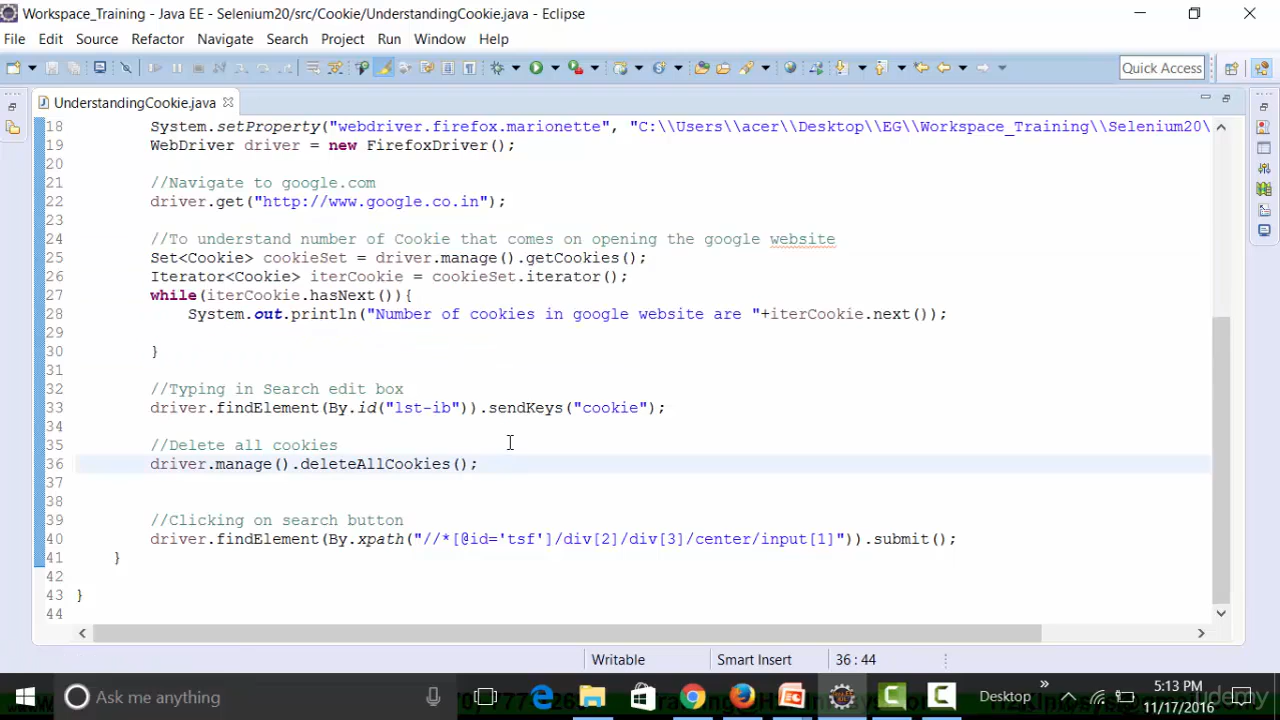 Workspace_Training - Java EE - Selenium20/src/Cookie/UnderstandingCookie.java - Eclipse
File Edit Source Refactor Navigate Search Project Run Window Help
Quick Access
UnderstandingCookie.java
18 System.setProperty("webdriver.firefox.marionette", "C:\\Users\\acer\\Desktop\\EG\\Workspace_Training\\Selenium20\
19 WebDriver driver = new FirefoxDriver();
20
21 //Navigate to google.com
22 driver.get("http://www.google.co.in");
23
24 //To understand number of Cookie that comes on opening the google website
25 Set<Cookie> cookieSet = driver.manage().getCookies();
26 Iterator<Cookie> iterCookie = cookieSet.iterator();
27 while(iterCookie.hasNext()){
28 System.out.println("Number of cookies in google website are "+iterCookie.next());
29
30 }
31
32 //Typing in Search edit box
33 driver.findElement(By.id("lst-ib")).sendKeys("cookie");
34
35 //Delete all cookies
36 driver.manage().deleteAllCookies();
37
38
39 //Clicking on search button
40 driver.findElement(By.xpath("//*[@id='tsf']/div[2]/div[3]/center/input[1]")).submit();
41 }
42
43 }
44
Writable Smart Insert 36 : 44
Ask me anything
Desktop
5:13 PM
11/17/2016
Udemy